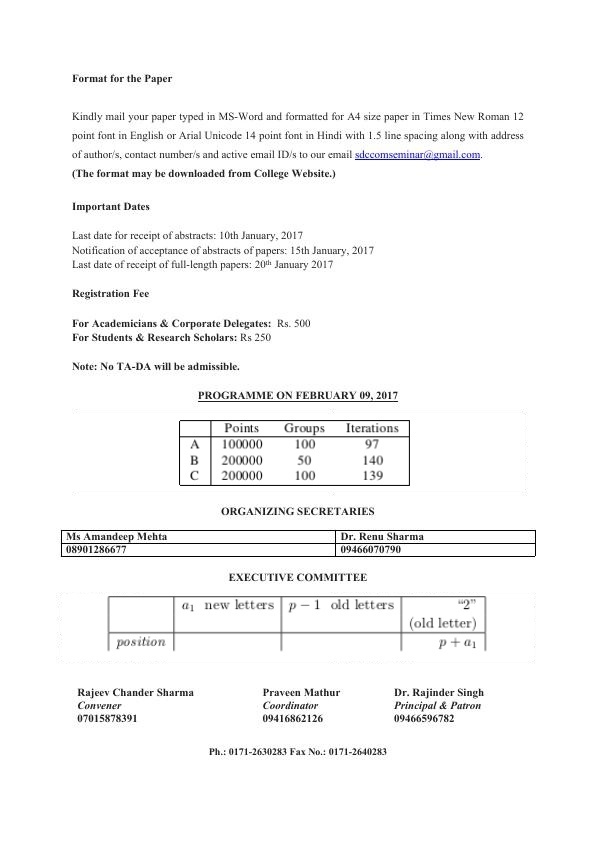 Format for the Paper
Kindly mail your paper typed in MS-Word and formatted for A4 size paper in Times New Roman 12
point font in English or Arial Unicode 14 point font in Hindi with 1.5 line spacing along with address
of author/s, contact number/s and active email ID/s to our email sdccomseminar@gmail.com.
(The format may be downloaded from College Website.)
Important Dates
Last date for receipt of abstracts: 10th January, 2017
Notification of acceptance of abstracts of papers: 15th January, 2017
Last date of receipt of full-length papers: 20th January 2017
Registration Fee
For Academicians & Corporate Delegates: Rs. 500
For Students & Research Scholars: Rs 250
Note: No TA-DA will be admissible.
PROGRAMME ON FEBRUARY 09, 2017
Points Groups Iterations
A 100000 100 97
B 200000 50 140
C 200000 100 139
ORGANIZING SECRETARIES
Ms Amandeep Mehta Dr. Renu Sharma
08901286677 09466070790
EXECUTIVE COMMITTEE
a₁ new letters p − 1 old letters “2”
(old letter)
position p + a₁
Rajeev Chander Sharma Praveen Mathur Dr. Rajinder Singh
Convener Coordinator Principal & Patron
07015878391 09416862126 09466596782
Ph.: 0171-2630283 Fax No.: 0171-2640283